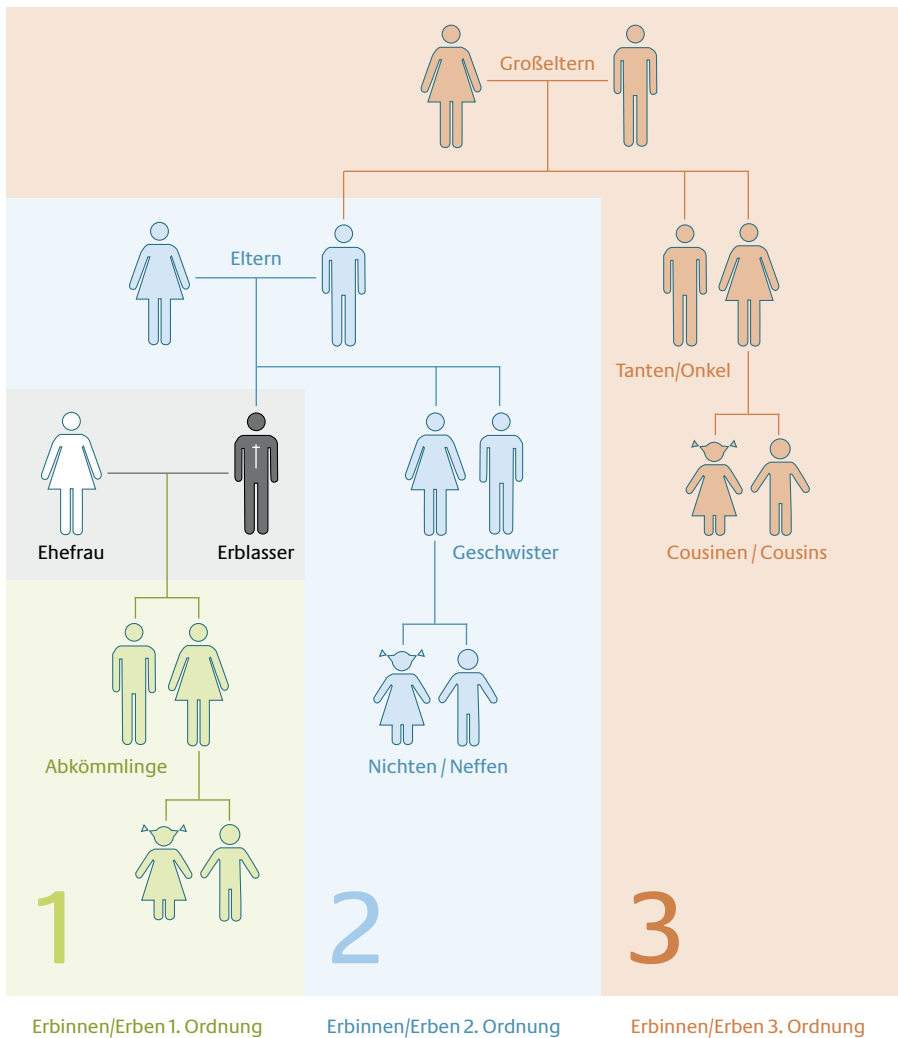 Großeltern
Eltern
Tanten/Onkel
Ehefrau
Erblasser
Geschwister
Cousinen / Cousins
Abkömmlinge
Nichten / Neffen
1
2
3
Erbinnen/Erben 1. Ordnung
Erbinnen/Erben 2. Ordnung
Erbinnen/Erben 3. Ordnung